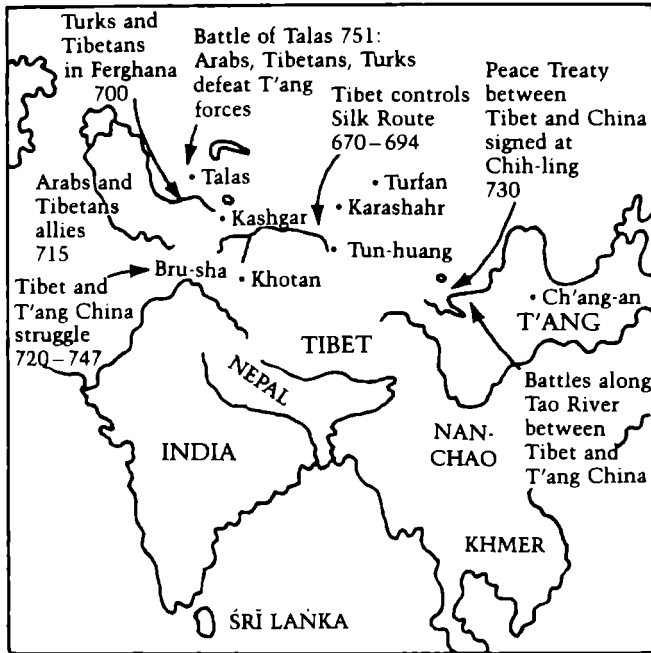 Turks and
Tibetans
in Ferghana
700
Battle of Talas 751:
Arabs, Tibetans, Turks
defeat T'ang
forces
Tibet controls
Silk Route
670–694
Peace Treaty
between
Tibet and China
signed at
Chih-ling
730
Arabs and
Tibetans
allies
715
Talas
Turfan
Karashahr
Kashgar
Tun-huang
Bru-sha
Khotan
Tibet and
T'ang China
struggle
720–747
Ch'ang-an
T'ANG
TIBET
NEPAL
INDIA
NAN-
CHAO
Battles along
Tao River
between
Tibet and
T'ang China
KHMER
ŚRĪ LAṄKA